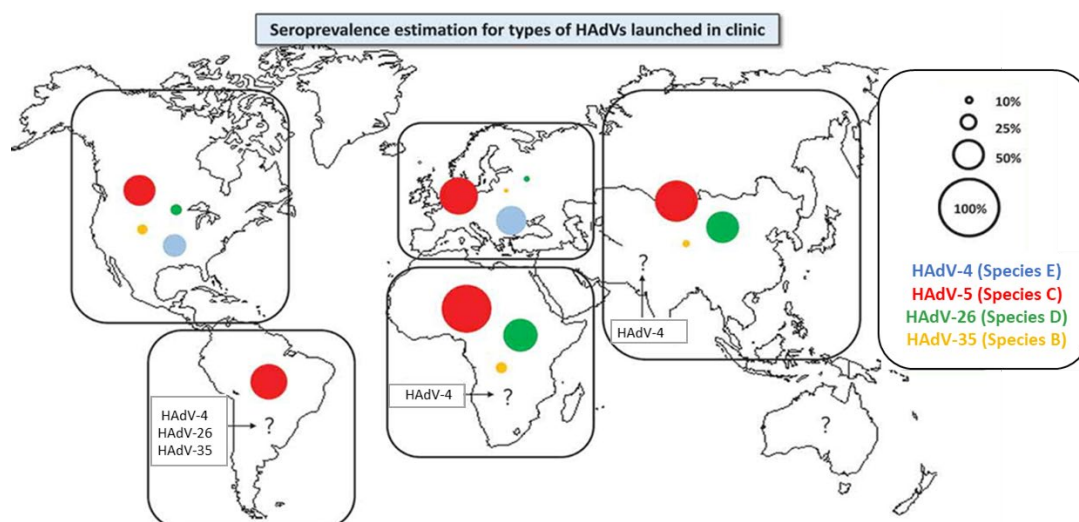 Seroprevalence estimation for types of HAdVs launched in clinic
10%
25%
50%
100%
HAdV-4 (Species E)
HAdV-5 (Species C)
HAdV-26 (Species D)
HAdV-35 (Species B)
?
HAdV-4
HAdV-4
?
HAdV-4
HAdV-26
HAdV-35
?
?